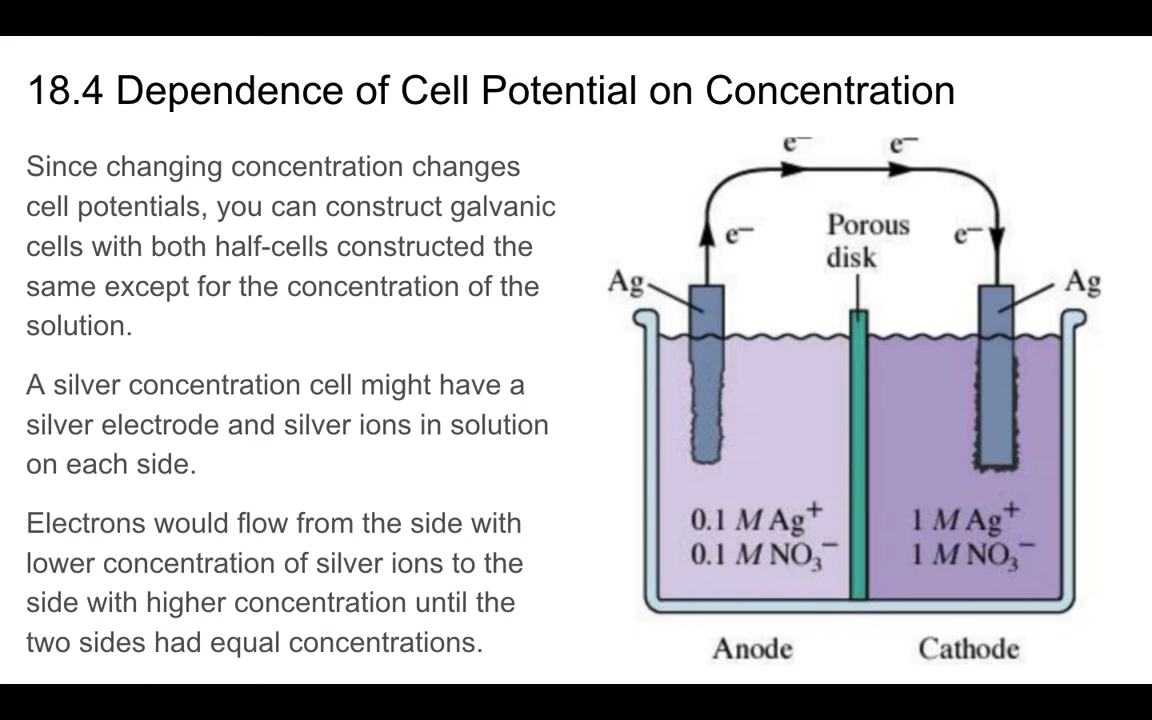 18.4 Dependence of Cell Potential on Concentration
Since changing concentration changes
cell potentials, you can construct galvanic
cells with both half-cells constructed the
same except for the concentration of the
solution.
A silver concentration cell might have a
silver electrode and silver ions in solution
on each side.
Electrons would flow from the side with
lower concentration of silver ions to the
side with higher concentration until the
two sides had equal concentrations.
e⁻ e⁻
e⁻ Porous disk e⁻
Ag Ag
0.1 M Ag⁺ 1 M Ag⁺
0.1 M NO₃⁻ 1 M NO₃⁻
Anode Cathode